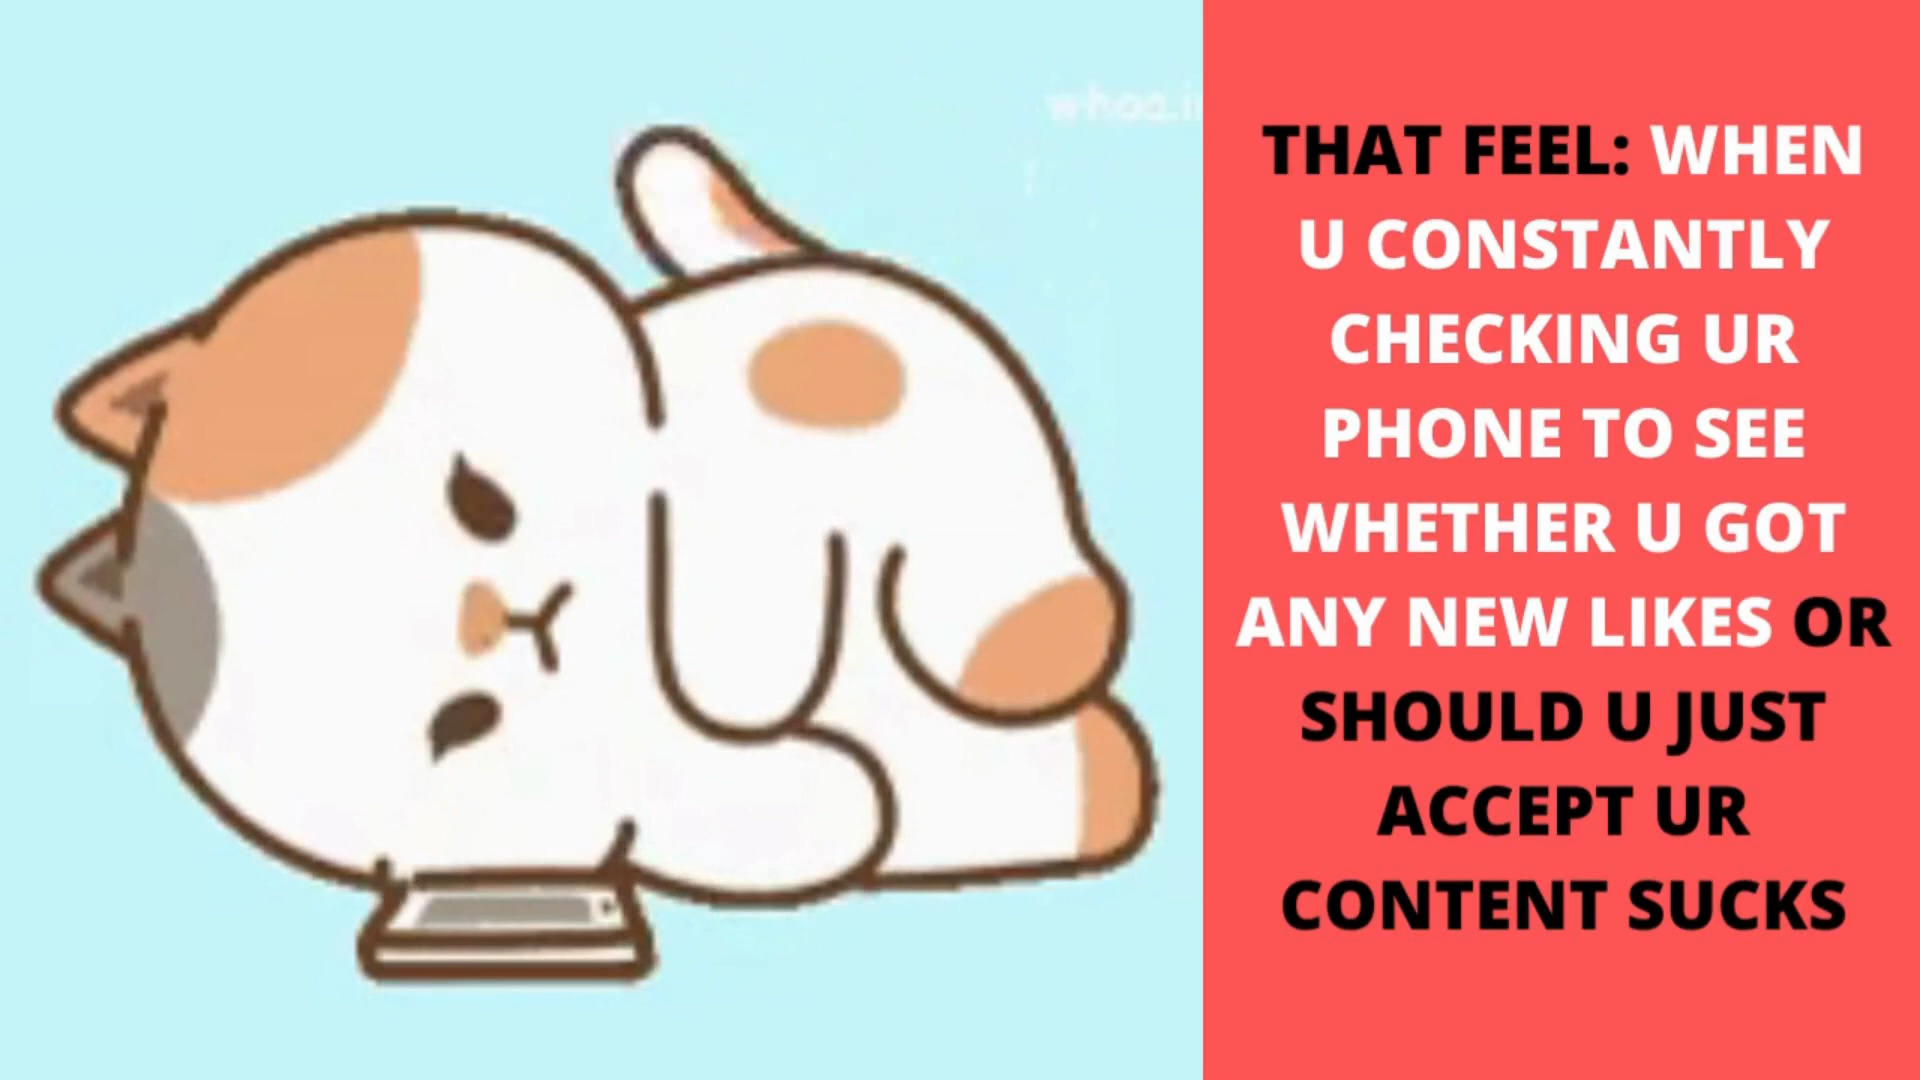 whoa.i
THAT FEEL: WHEN
U CONSTANTLY
CHECKING UR
PHONE TO SEE
WHETHER U GOT
ANY NEW LIKES OR
SHOULD U JUST
ACCEPT UR
CONTENT SUCKS